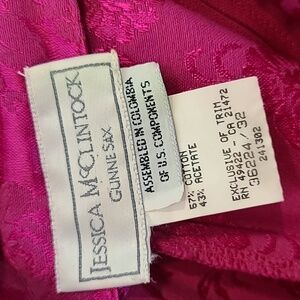 JESSICA McCLINTOCK
GUNNE SAX
ASSEMBLED IN COLOMBIA
OF U.S. COMPONENTS
57% COTTON
43% ACETATE
EXCLUSIVE OF TRIM
RN 49422 - CA 21472
36224 / 32
241302